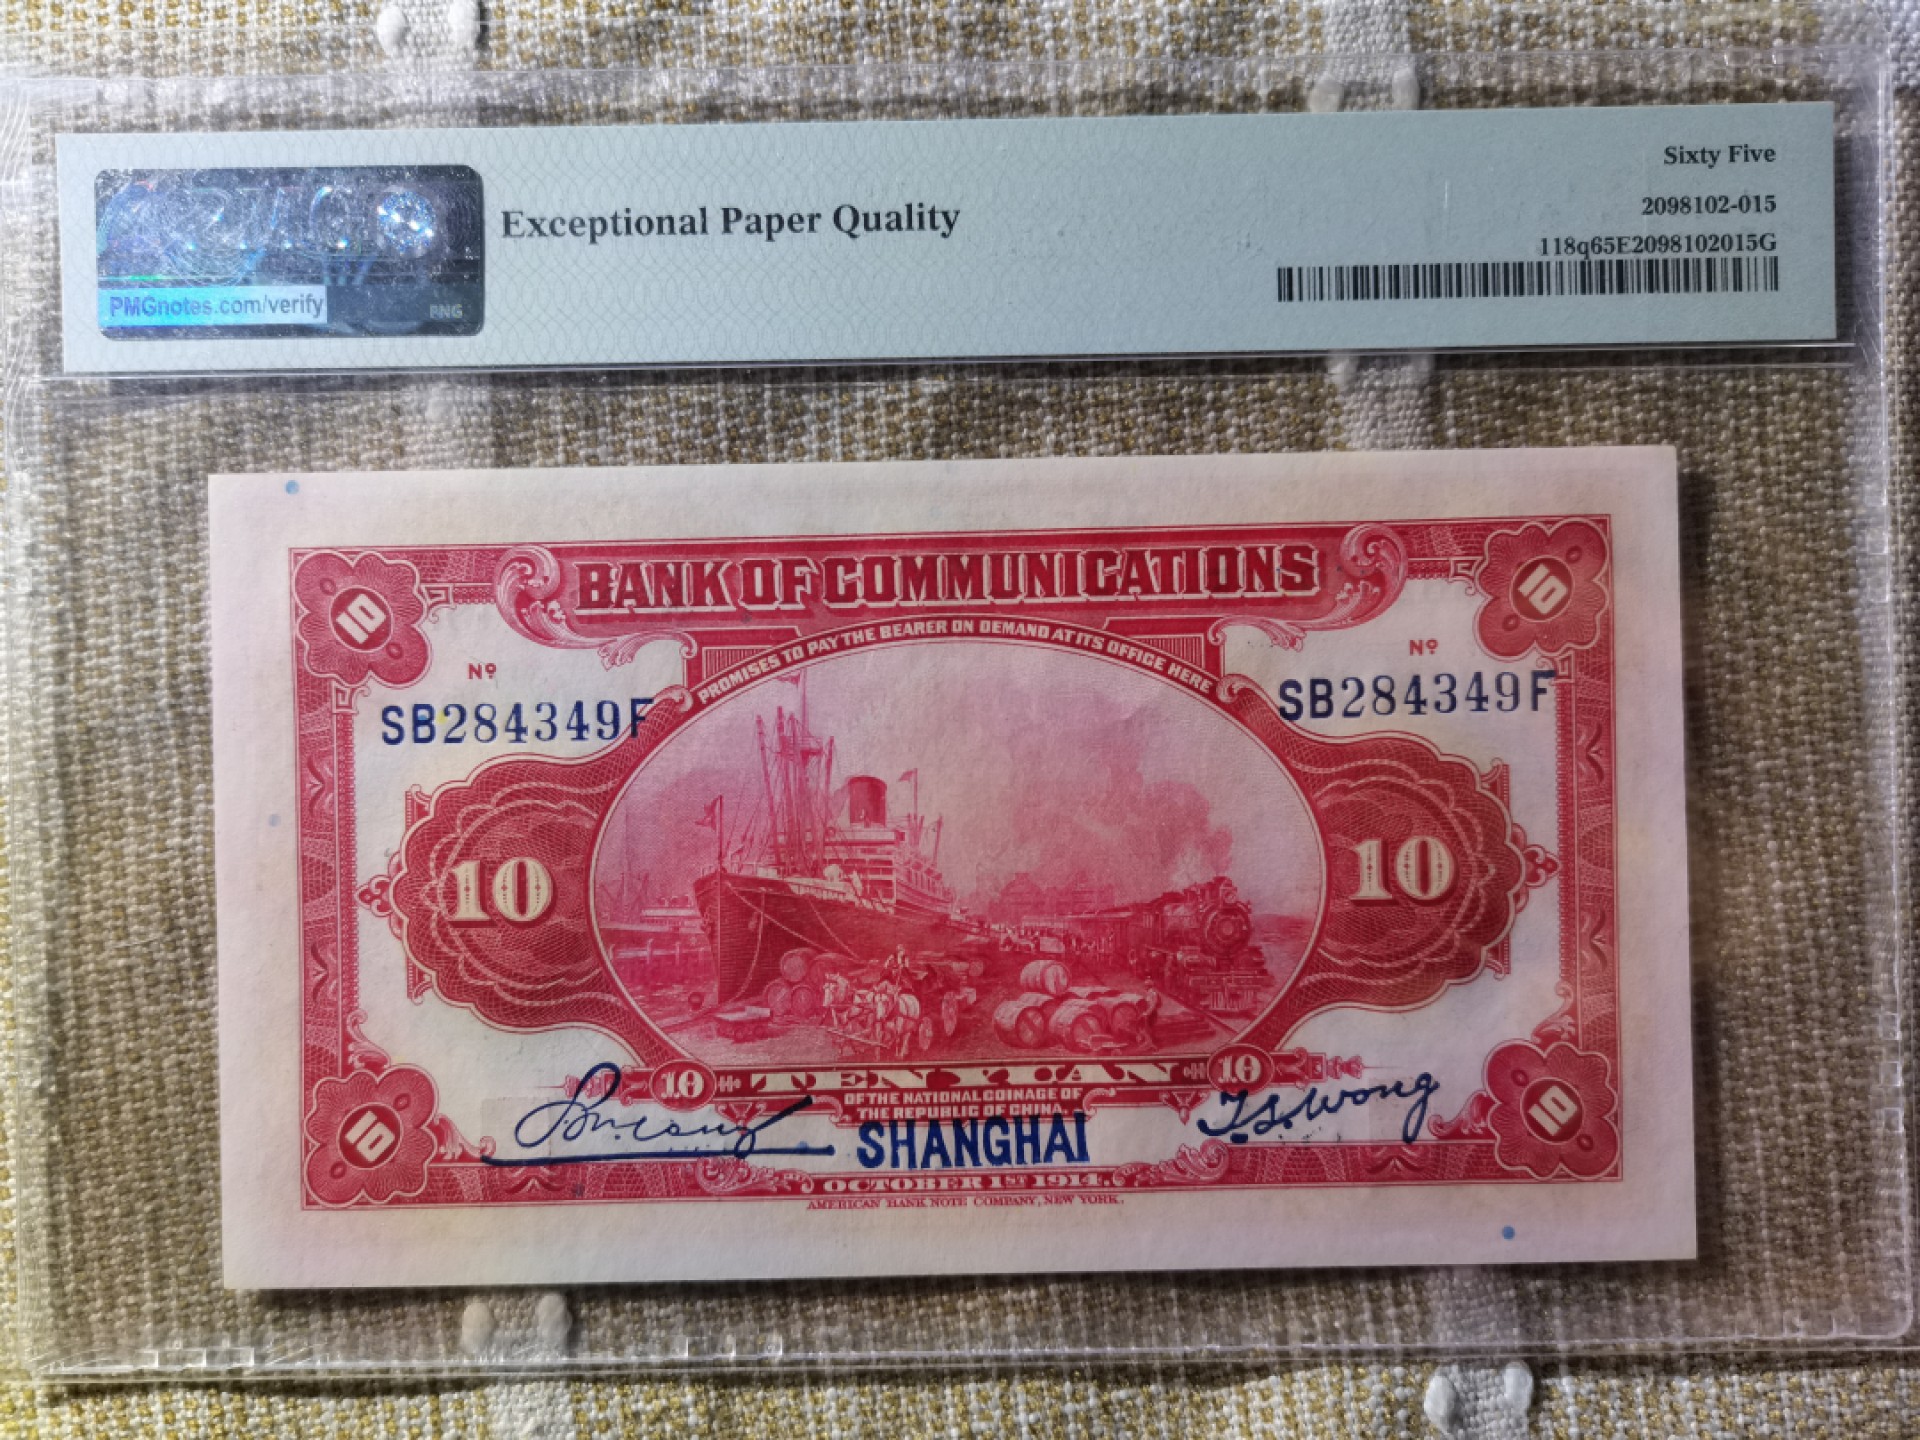 Sixty Five
2098102-015
Exceptional Paper Quality
118q65E2098102015G
PMGnotes.com/verify
PNG
BANK OF COMMUNICATIONS
PROMISES TO PAY THE BEARER ON DEMAND AT ITS OFFICE HERE
10
10
Nº
Nº
SB284349F
SB284349F
10
10
10 TEN YUAN 10
OF THE NATIONAL COINAGE OF
THE REPUBLIC OF CHINA
T.S. Wong
SHANGHAI
10
10
OCTOBER 1ST 1914.
AMERICAN BANK NOTE COMPANY, NEW YORK.